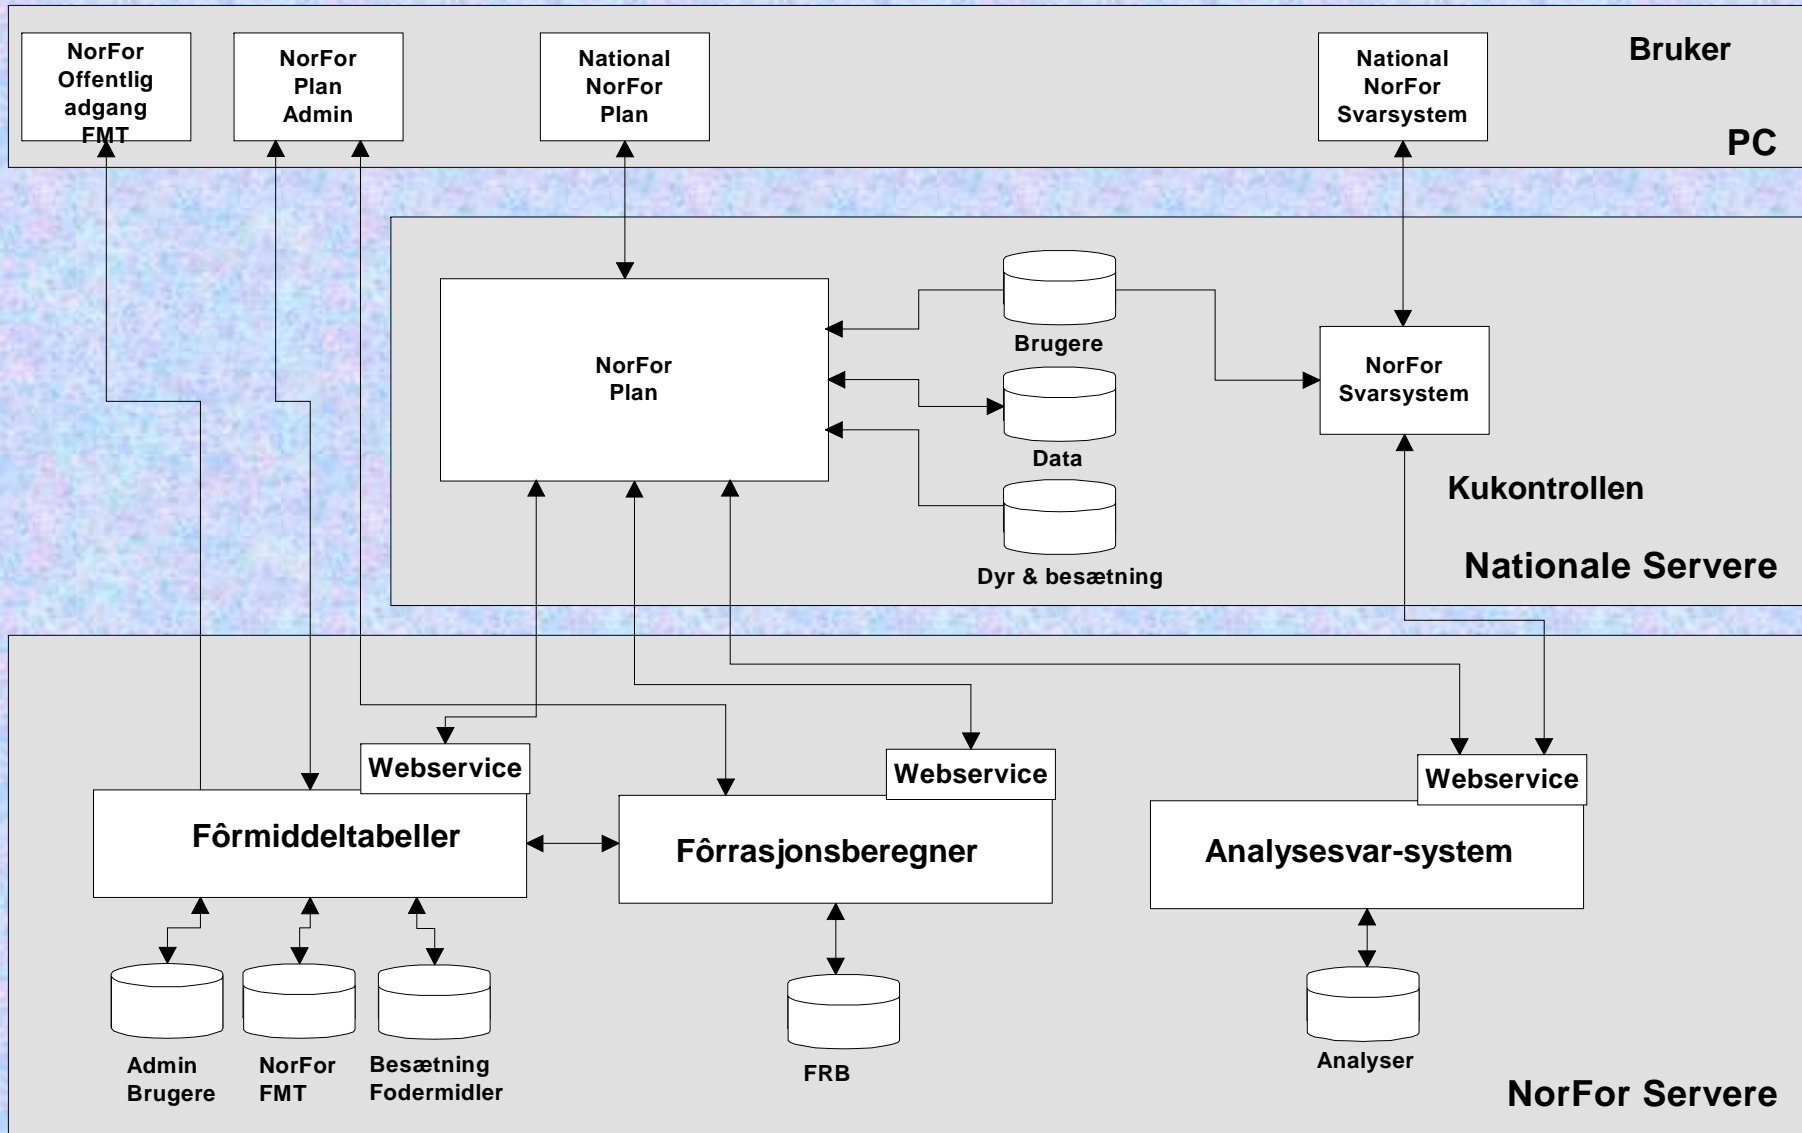 NorFor
Offentlig
adgang
FMT
NorFor
Plan
Admin
National
NorFor
Plan
National
NorFor
Svarsystem
Bruker
PC
NorFor
Plan
Brugere
Data
Dyr & besætning
NorFor
Svarsystem
Kukontrollen
Nationale Servere
Webservice
Fôrmiddeltabeller
Webservice
Fôrrasjonsberegner
Webservice
Analysesvar-system
Admin
Brugere
NorFor
FMT
Besætning
Fodermidler
FRB
Analyser
NorFor Servere